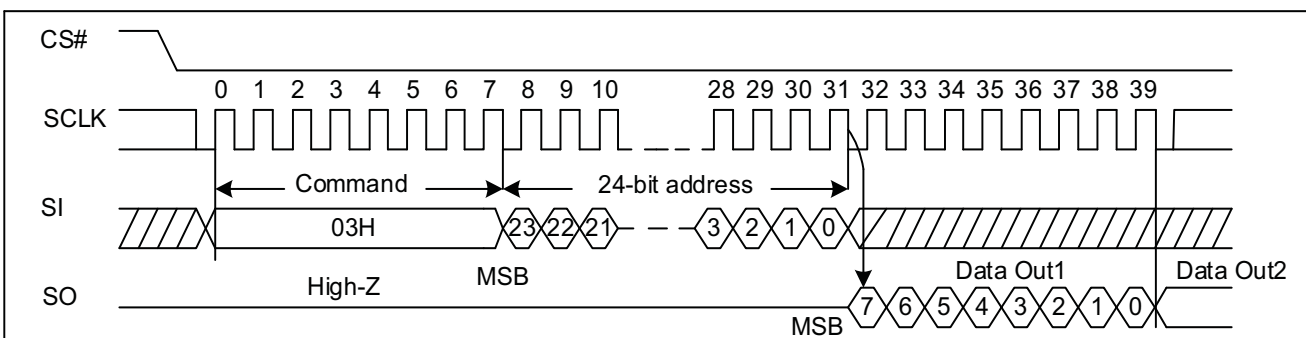 CS#
0 1 2 3 4 5 6 7 8 9 10 28 29 30 31 32 33 34 35 36 37 38 39
SCLK
Command 24-bit address
SI
03H 23 22 21 3 2 1 0
MSB Data Out1 Data Out2
High-Z
SO
7 6 5 4 3 2 1 0
MSB